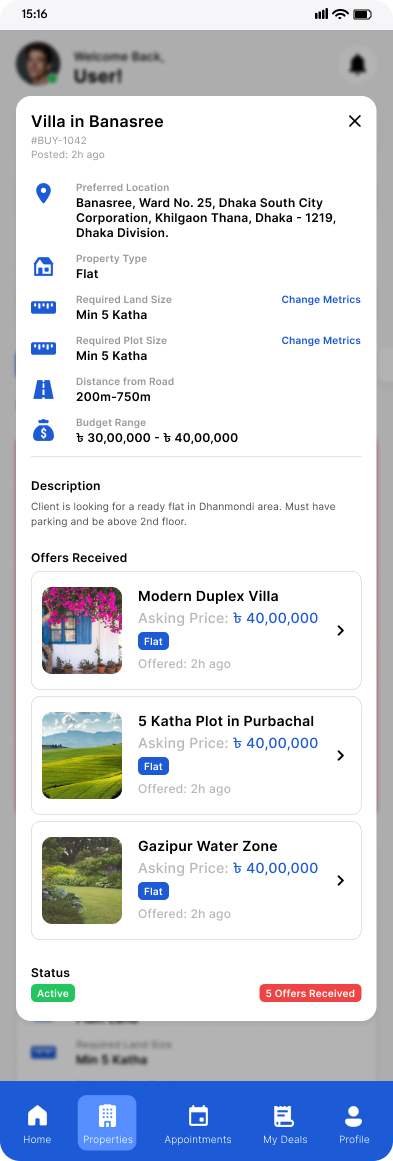 15:16
Welcome Back,
User!
Villa in Banasree
#BUY-1042
Posted: 2h ago
Preferred Location
Banasree, Ward No. 25, Dhaka South City
Corporation, Khilgaon Thana, Dhaka - 1219,
Dhaka Division.
Property Type
Flat
Required Land Size
Change Metrics
Min 5 Katha
Required Plot Size
Change Metrics
Min 5 Katha
Distance from Road
200m-750m
Budget Range
৳ 30,00,000 - ৳ 40,00,000
Description
Client is looking for a ready flat in Dhanmondi area. Must have
parking and be above 2nd floor.
Offers Received
Modern Duplex Villa
Asking Price: ৳ 40,00,000
Flat
Offered: 2h ago
5 Katha Plot in Purbachal
Asking Price: ৳ 40,00,000
Flat
Offered: 2h ago
Gazipur Water Zone
Asking Price: ৳ 40,00,000
Flat
Offered: 2h ago
Status
Active
5 Offers Received
Required Land Size
Min 5 Katha
Home
Properties
Appointments
My Deals
Profile